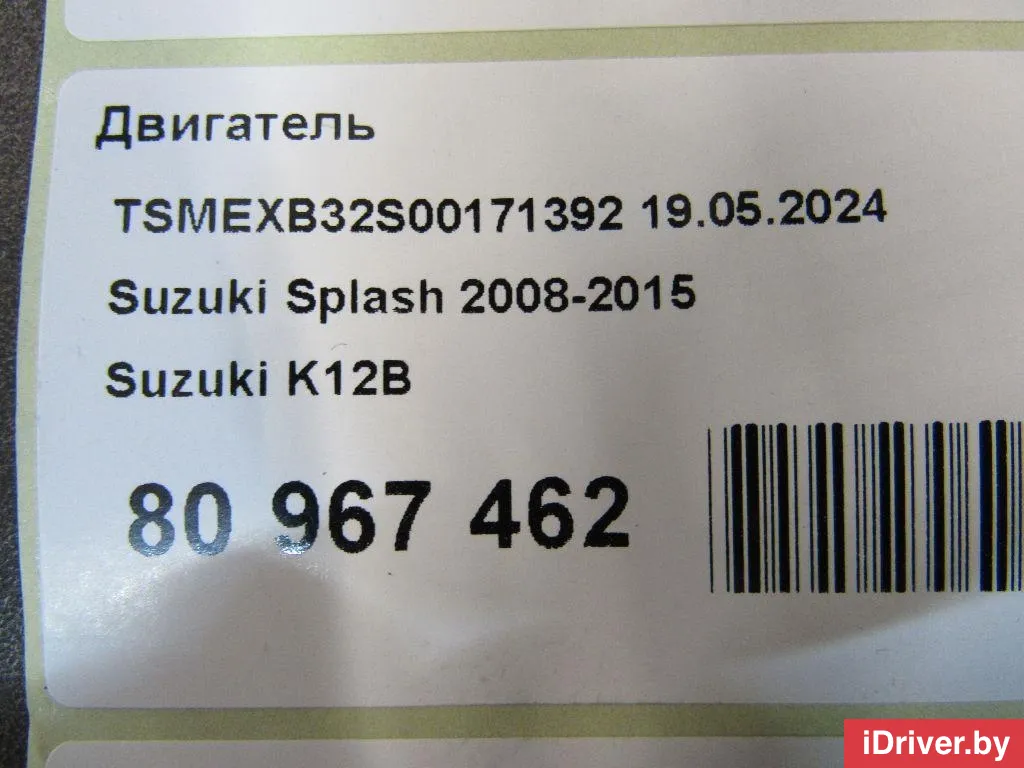 Двигатель
TSMEXB32S00171392 19.05.2024
Suzuki Splash 2008-2015
Suzuki K12B
80 967 462
iDriver.by